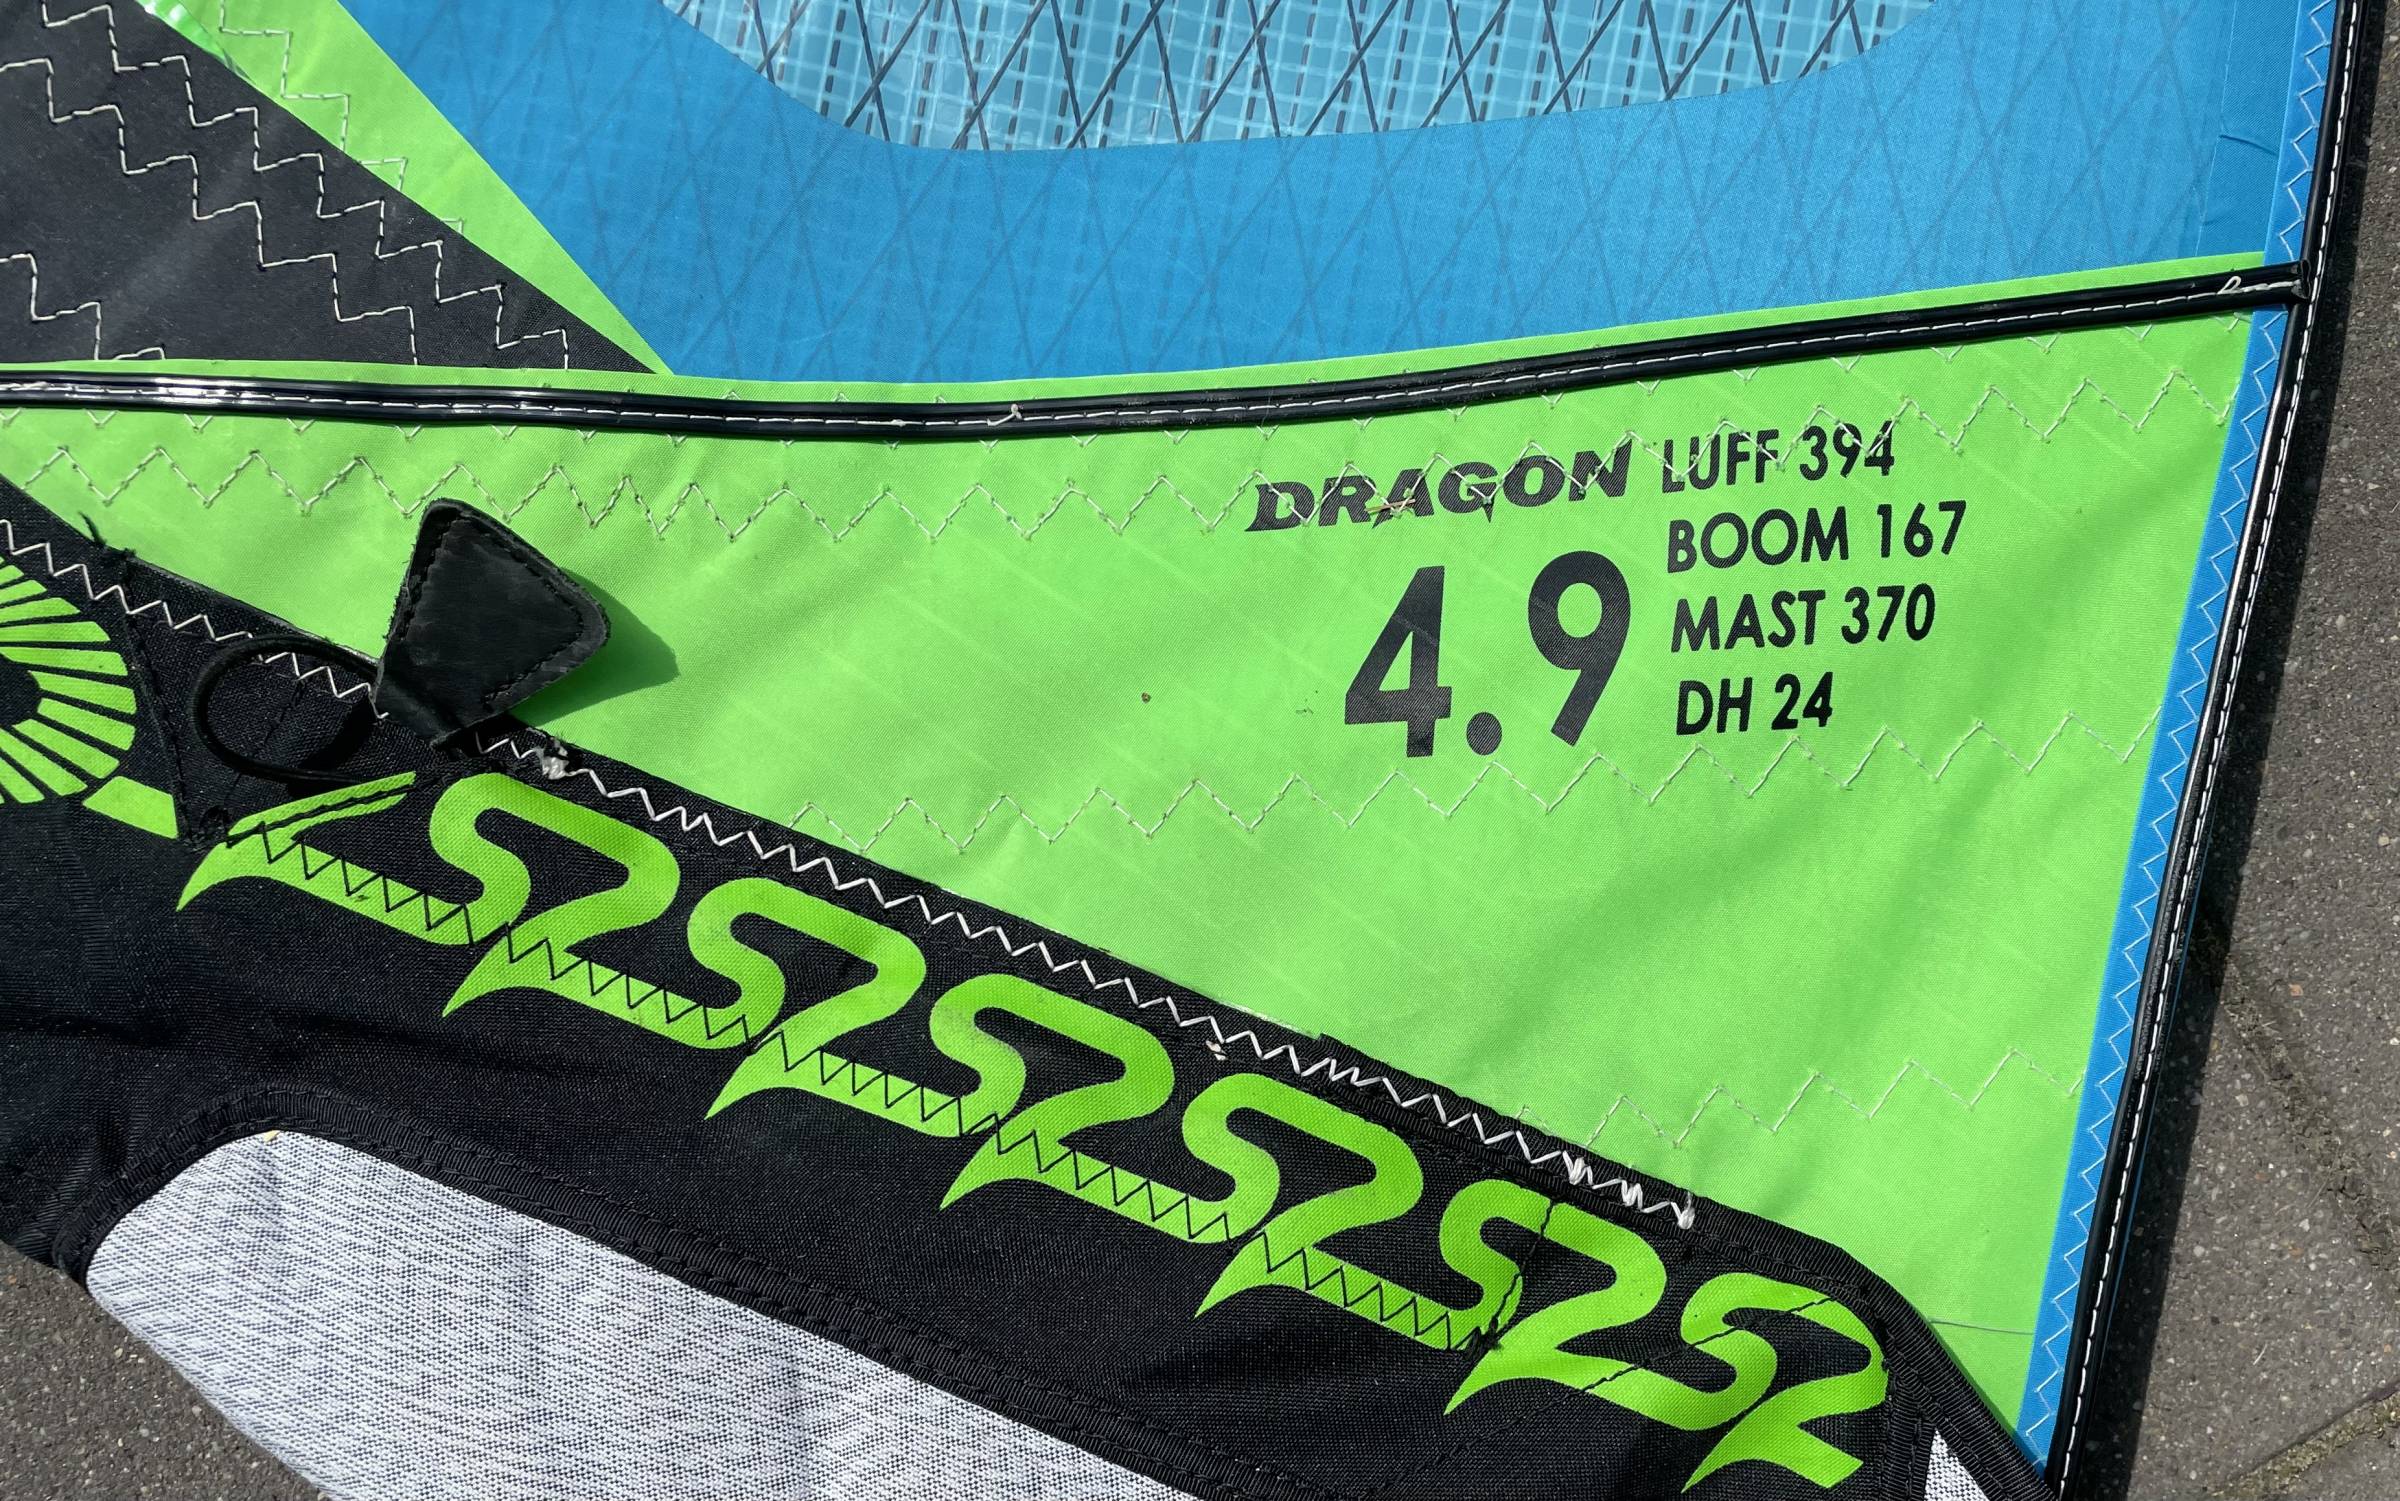 DRAGON
4.9
LUFF 394
BOOM 167
MAST 370
DH 24